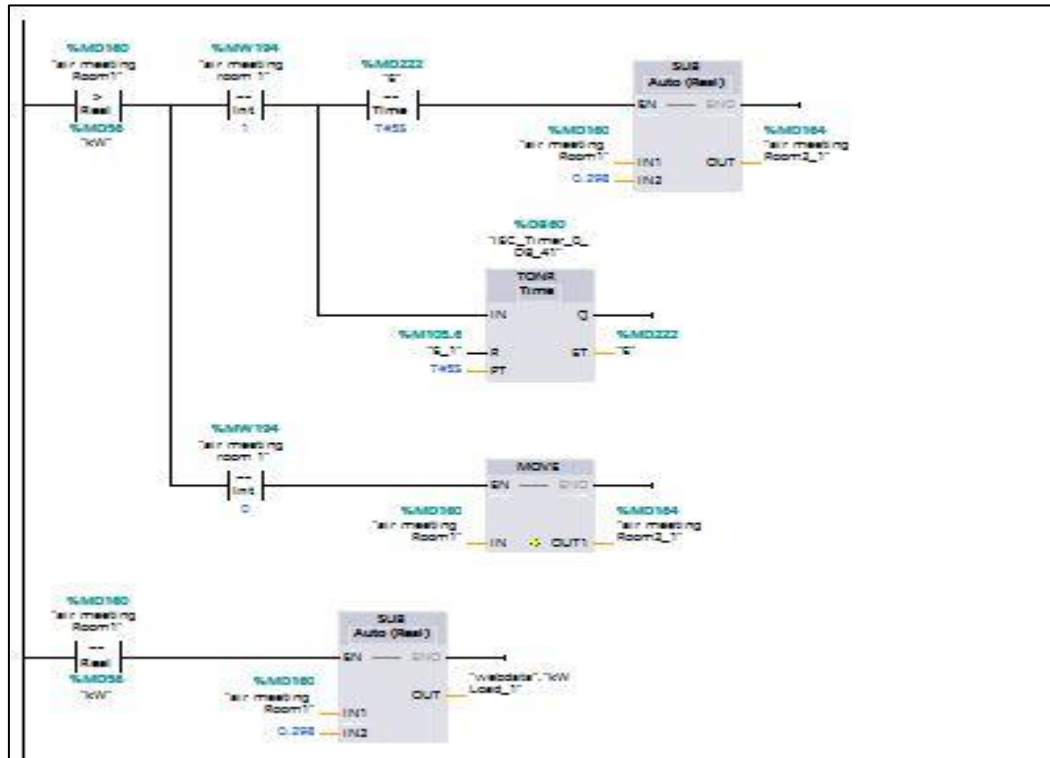 %MD160
"air meeting
Room1"
>
Real
%MD56
"kW"
%MW194
"air meeting
room 1"
==
Int
1
%MD222
"E"
==
Time
T#5S
SUB
Auto (Real)
EN
ENO
%MD160
"air meeting
Room1"
IN1
0.298
IN2
OUT
%MD164
"air meeting
Room2_1"
%DB60
"IEC_Timer_0_
DB_41"
TONR
Time
IN
Q
%M105.6
"E_1"
R
ET
%MD222
"E"
T#5S
PT
%MW194
"air meeting
room 1"
==
Int
0
MOVE
EN
ENO
%MD160
"air meeting
Room1"
IN
OUT1
%MD164
"air meeting
Room2_1"
%MD160
"air meeting
Room1"
==
Real
%MD56
"kW"
SUB
Auto (Real)
EN
ENO
%MD160
"air meeting
Room1"
IN1
0.298
IN2
OUT
"webdata"."kW
Load_1"